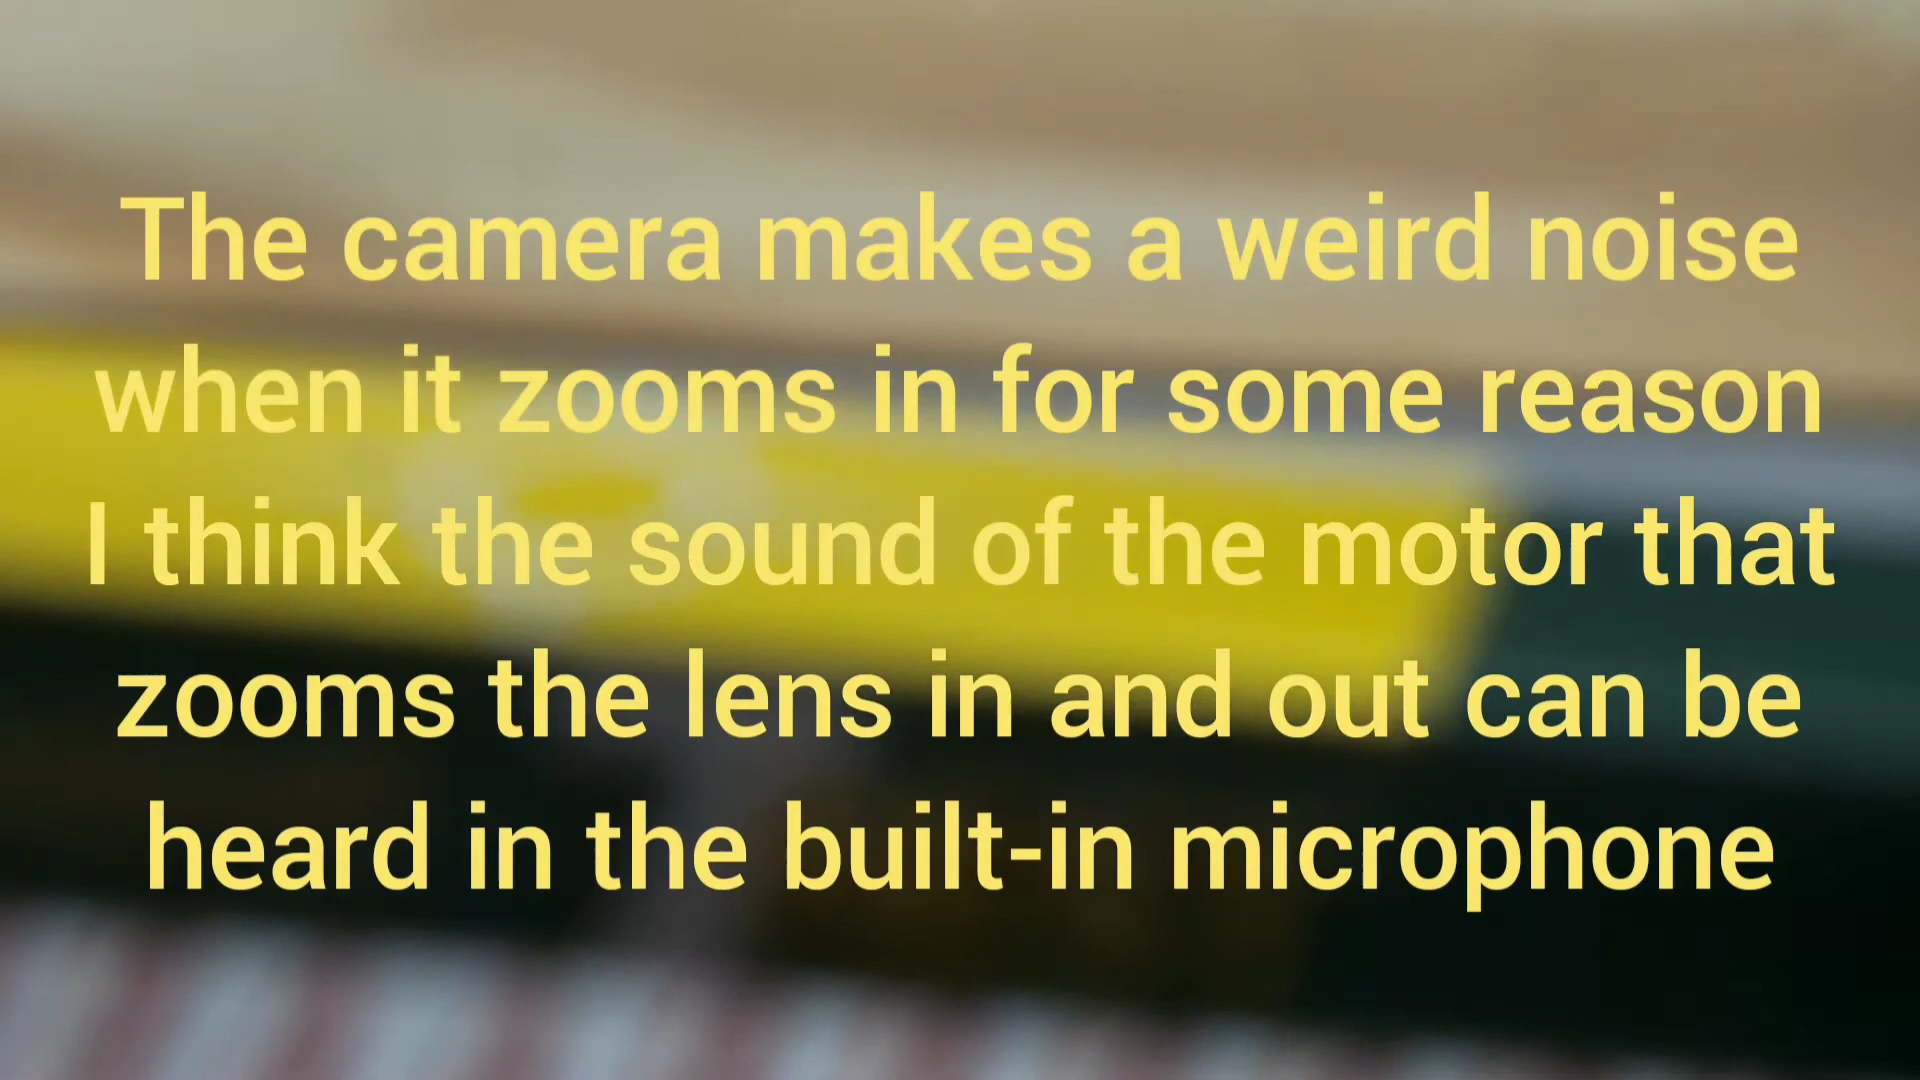 The camera makes a weird noise
when it zooms in for some reason
I think the sound of the motor that
zooms the lens in and out can be
heard in the built-in microphone